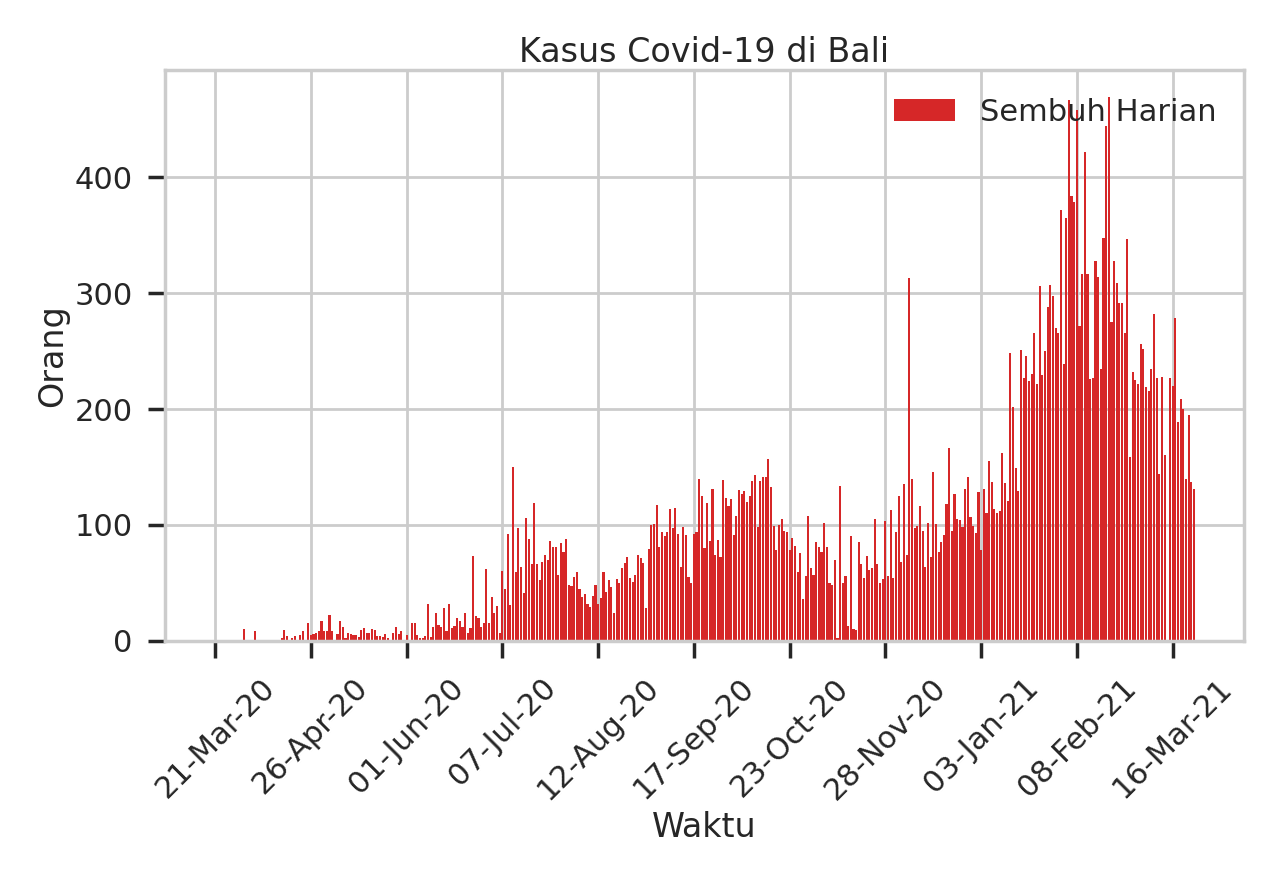 Kasus Covid-19 di Bali
Sembuh Harian
Orang
400
300
200
100
0
21-Mar-20
26-Apr-20
01-Jun-20
07-Jul-20
12-Aug-20
17-Sep-20
23-Oct-20
28-Nov-20
03-Jan-21
08-Feb-21
16-Mar-21
Waktu